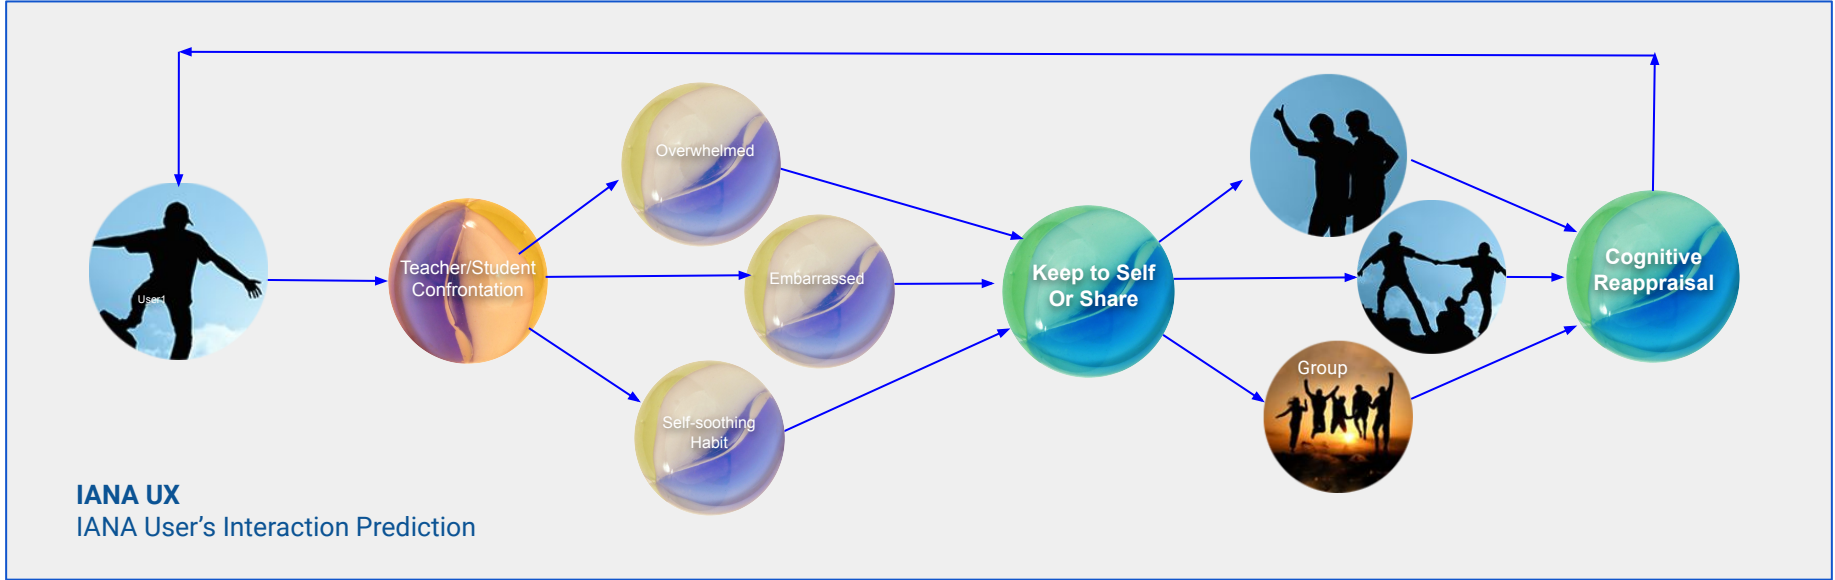 User1
Teacher/Student
Confrontation
Overwhelmed
Embarrassed
Self-soothing
Habit
Keep to Self
Or Share
Group
Cognitive
Reappraisal
IANA UX
IANA User’s Interaction Prediction